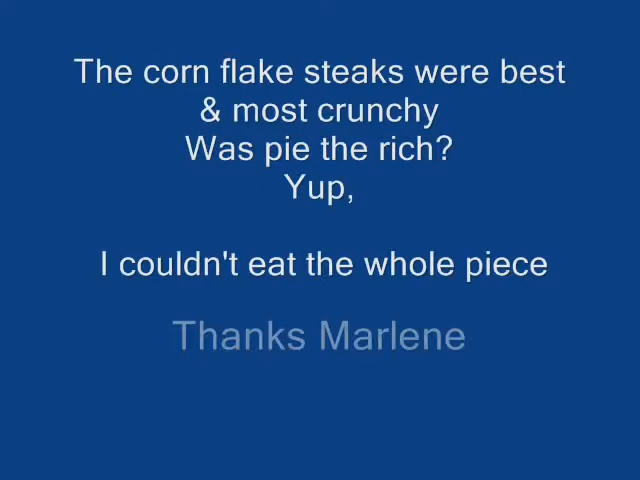 The corn flake steaks were best
& most crunchy
Was pie the rich?
Yup,
I couldn't eat the whole piece
Thanks Marlene